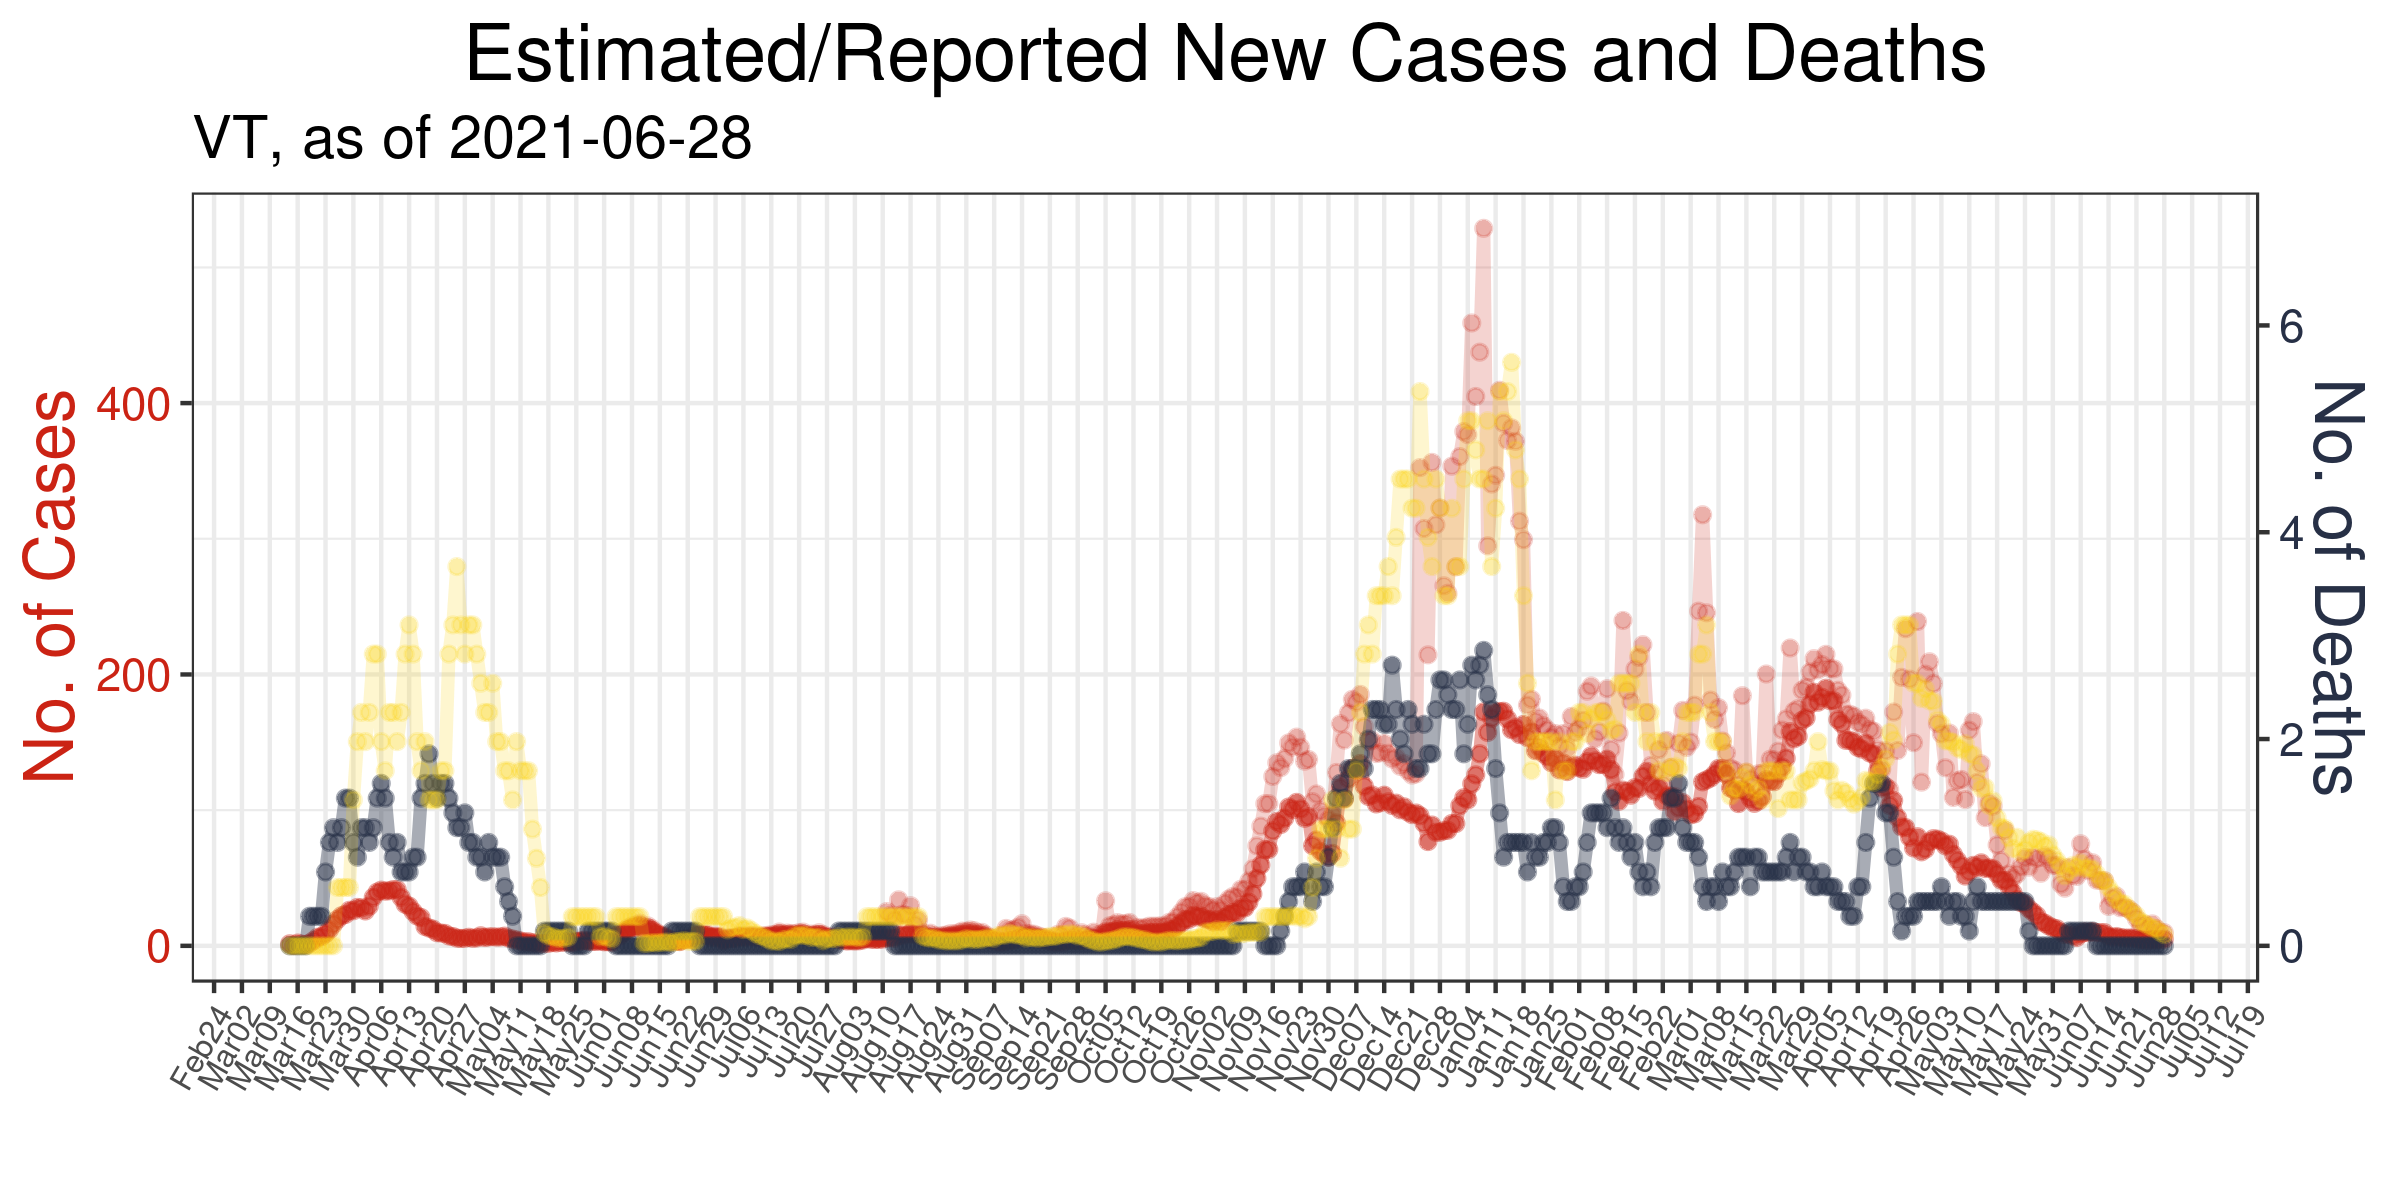 Estimated/Reported New Cases and Deaths
VT, as of 2021-06-28
No. of Cases
400
200
0
6
4
2
0
No. of Deaths
Feb24
Mar02
Mar09
Mar16
Mar23
Mar30
Apr06
Apr13
Apr20
Apr27
May04
May11
May18
May25
Jun01
Jun08
Jun15
Jun22
Jun29
Jul06
Jul13
Jul20
Jul27
Aug03
Aug10
Aug17
Aug24
Aug31
Sep07
Sep14
Sep21
Sep28
Oct05
Oct12
Oct19
Oct26
Nov02
Nov09
Nov16
Nov23
Nov30
Dec07
Dec14
Dec21
Dec28
Jan04
Jan11
Jan18
Jan25
Feb01
Feb08
Feb15
Feb22
Mar01
Mar08
Mar15
Mar22
Mar29
Apr05
Apr12
Apr19
Apr26
May03
May10
May17
May24
May31
Jun07
Jun14
Jun21
Jun28
Jul05
Jul12
Jul19